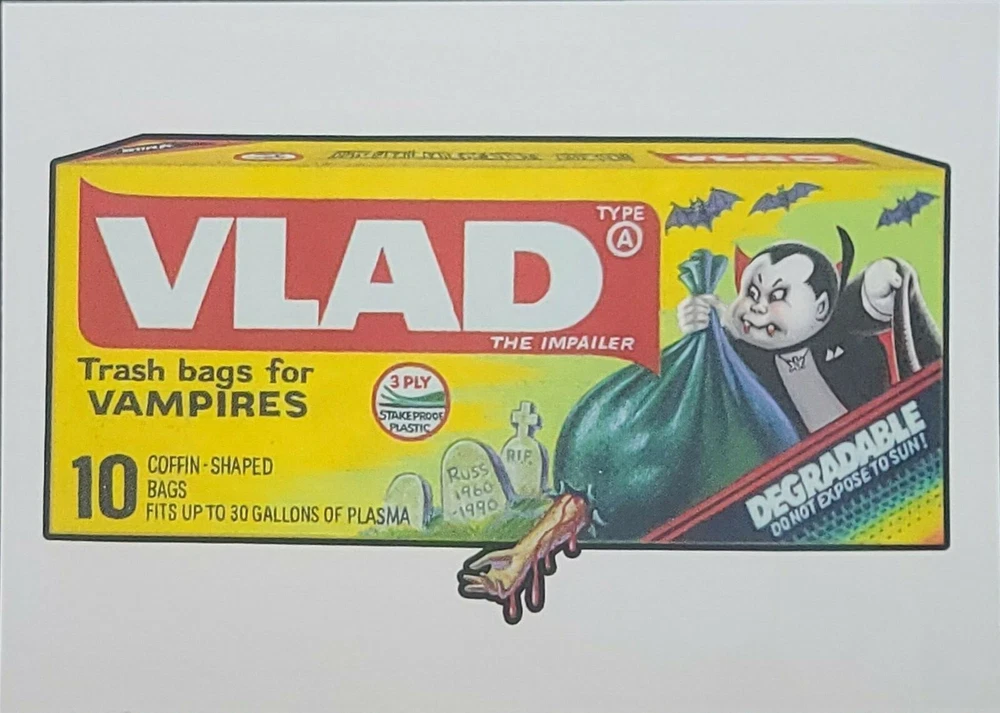 VLAD
VLAD
TYPE
A
THE IMPAILER
Trash bags for
VAMPIRES
3 PLY
STAKEPROOF
PLASTIC
10 COFFIN-SHAPED
BAGS
FITS UP TO 30 GALLONS OF PLASMA
RUSS
1960
-1990
RIP
DEGRADABLE
DO NOT EXPOSE TO SUN!